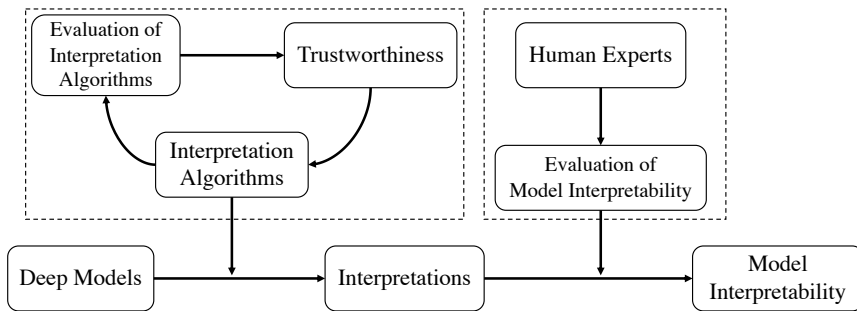 Evaluation of
Interpretation
Algorithms
Trustworthiness
Human Experts
Interpretation
Algorithms
Evaluation of
Model Interpretability
Deep Models
Interpretations
Model
Interpretability